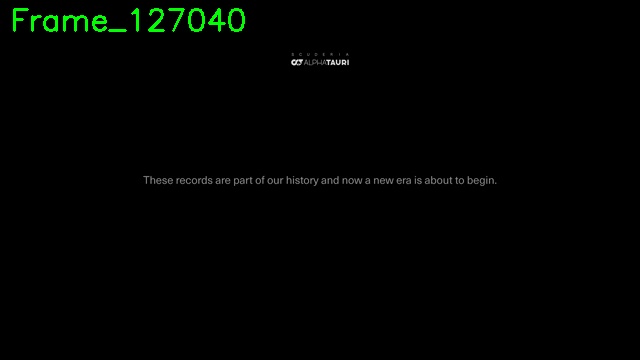 Frame_127040
SCUDERIA
ALPHATAURI
These records are part of our history and now a new era is about to begin.